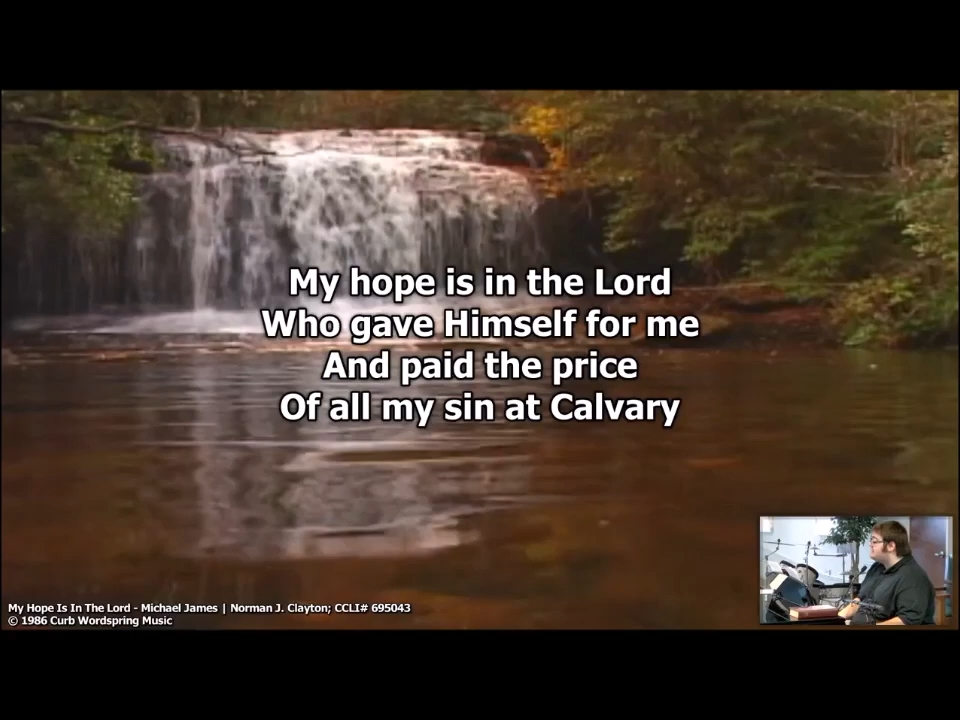 My hope is in the Lord
Who gave Himself for me
And paid the price
Of all my sin at Calvary
My Hope Is In The Lord - Michael James | Norman J. Clayton; CCLI# 695043
© 1986 Curb Wordspring Music